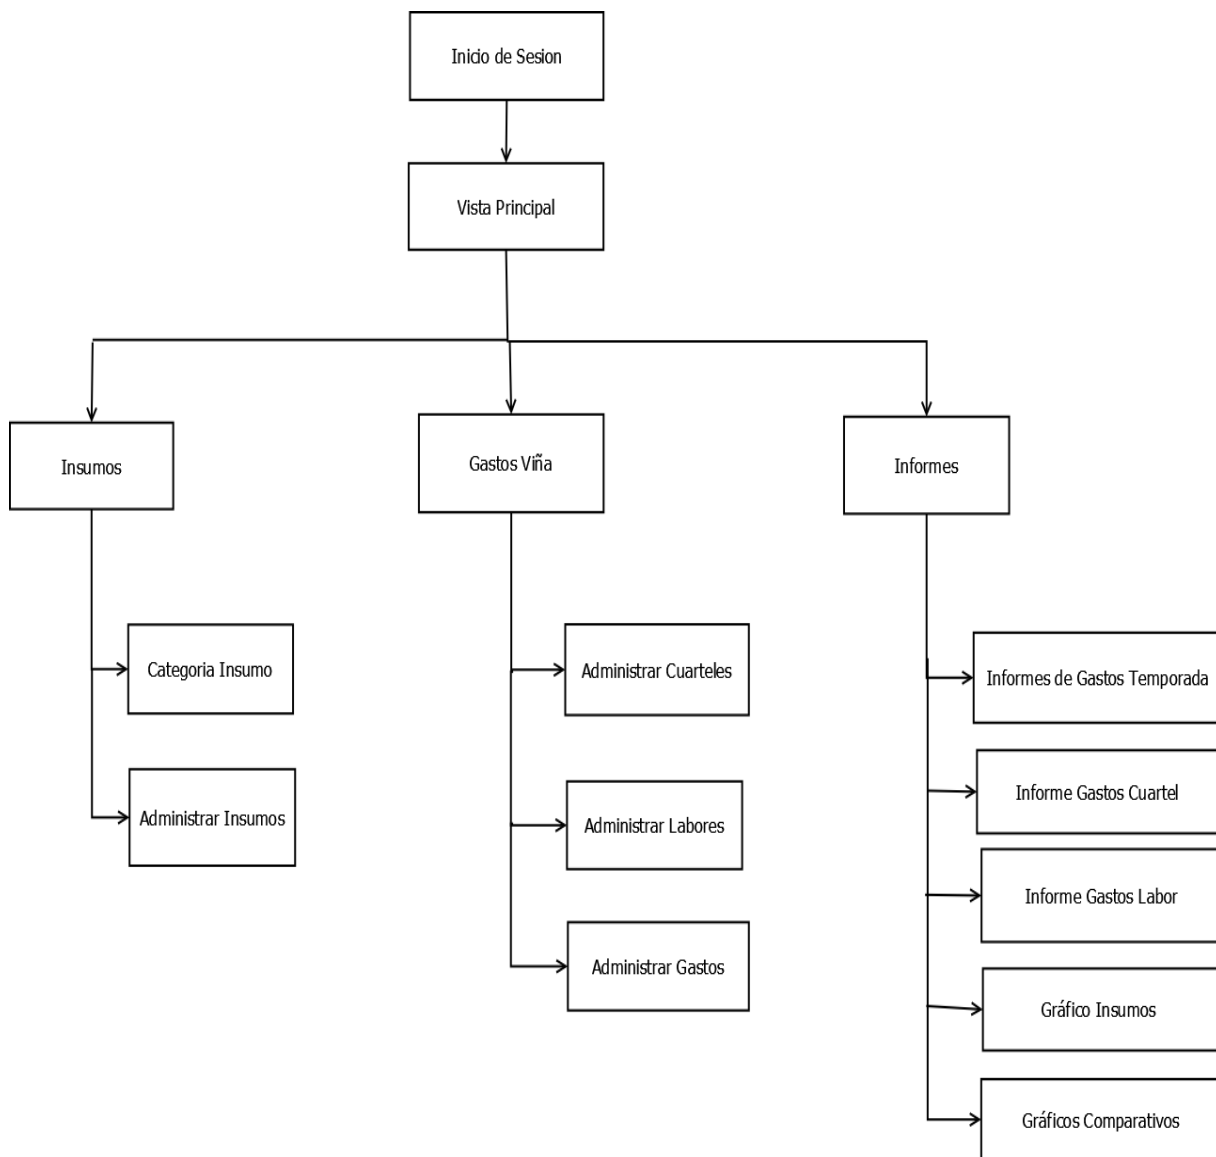 Inicio de Sesion
Vista Principal
Insumos
Gastos Viña
Informes
Categoria Insumo
Administrar Insumos
Administrar Cuarteles
Administrar Labores
Administrar Gastos
Informes de Gastos Temporada
Informe Gastos Cuartel
Informe Gastos Labor
Gráfico Insumos
Gráficos Comparativos